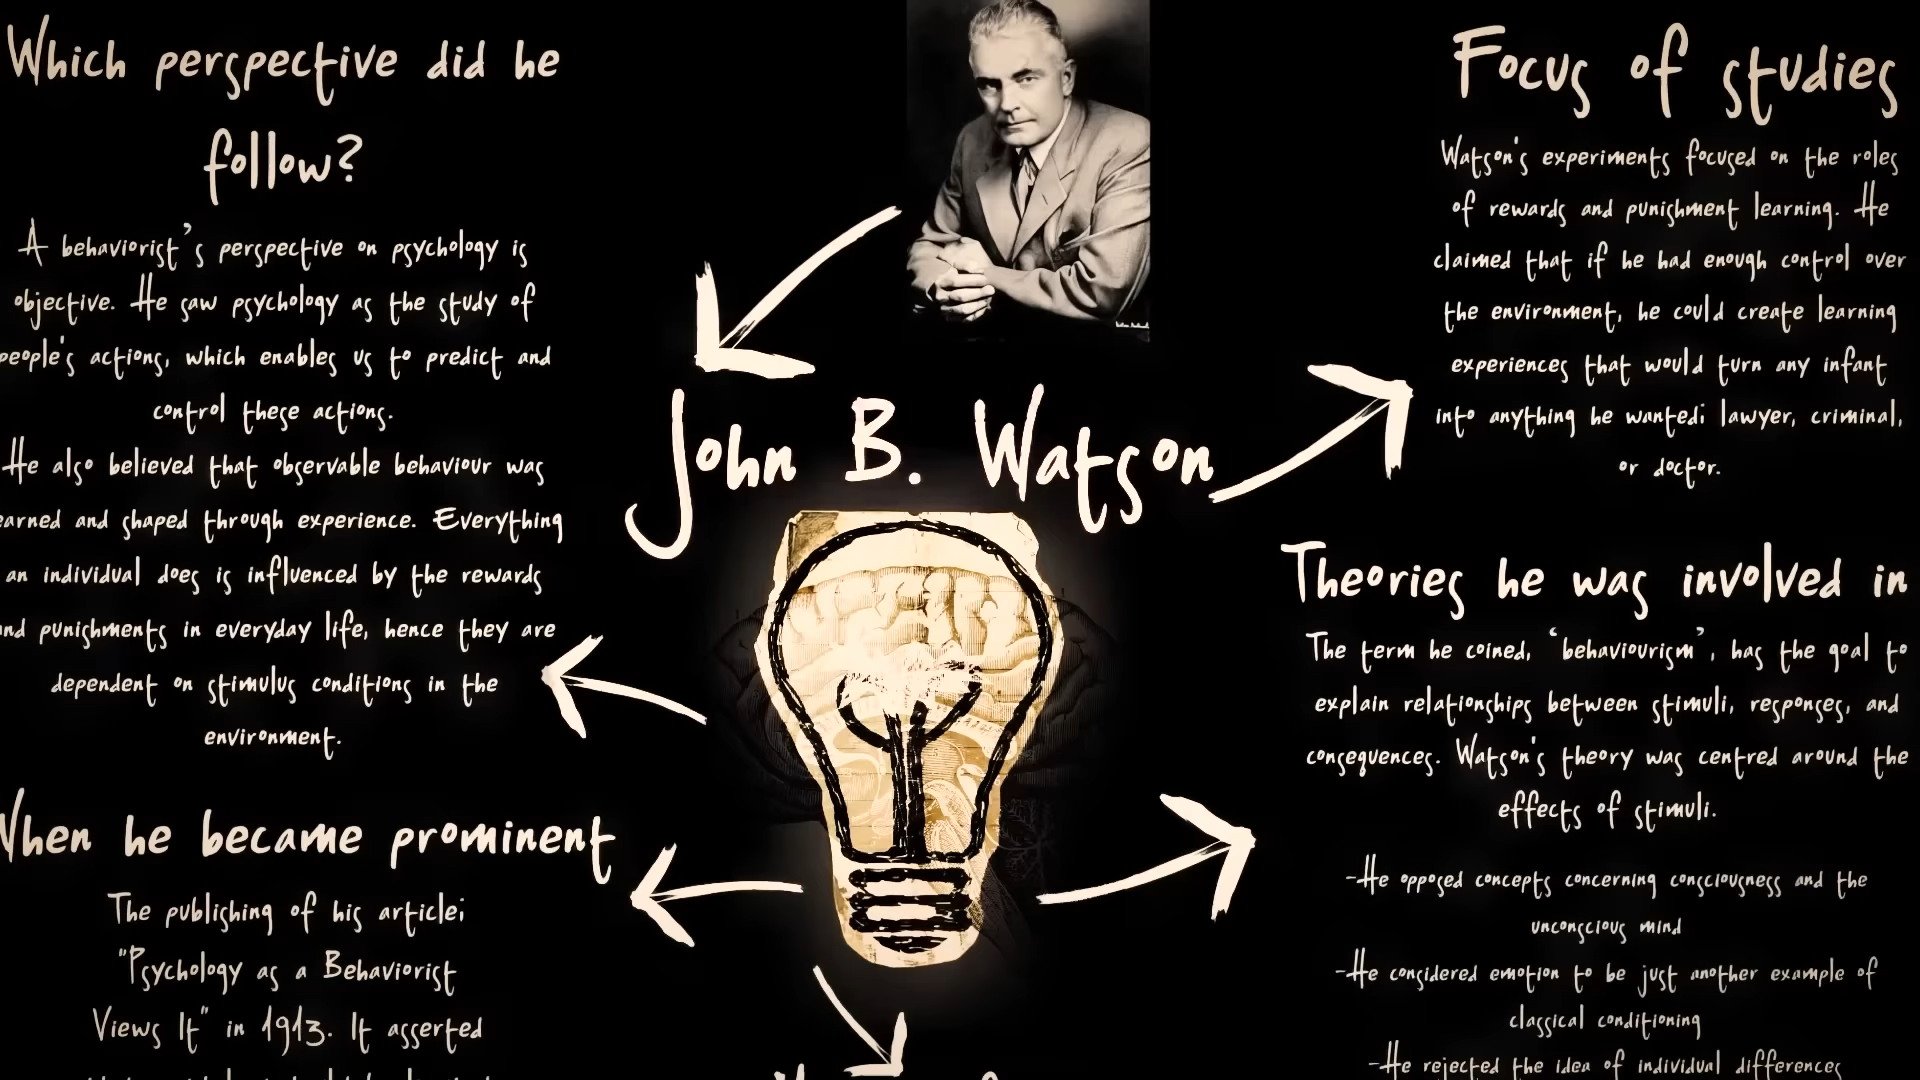 Which perspective did he
follow?
A behaviorist's perspective on psychology is
objective. He saw psychology as the study of
people's actions, which enables us to predict and
control these actions.
He also believed that observable behaviour was
earned and shaped through experience. Everything
an individual does is influenced by the rewards
nd punishments in everyday life, hence they are
dependent on stimulus conditions in the
environment.
When he became prominent
The publishing of his article;
"Psychology as a Behaviorist
Views It" in 1913. It asserted
John B. Watson
Focus of studies
Watson's experiments focused on the roles
of rewards and punishment learning. He
claimed that if he had enough control over
the environment, he could create learning
experiences that would turn any infant
into anything he wanted; lawyer, criminal,
or doctor.
Theories he was involved in
The term he coined, 'behaviourism', has the goal to
explain relationships between stimuli, responses, and
consequences. Watson's theory was centred around the
effects of stimuli.
-He opposed concepts concerning consciousness and the
unconscious mind
-He considered emotion to be just another example of
classical conditioning
-He rejected the idea of individual differences